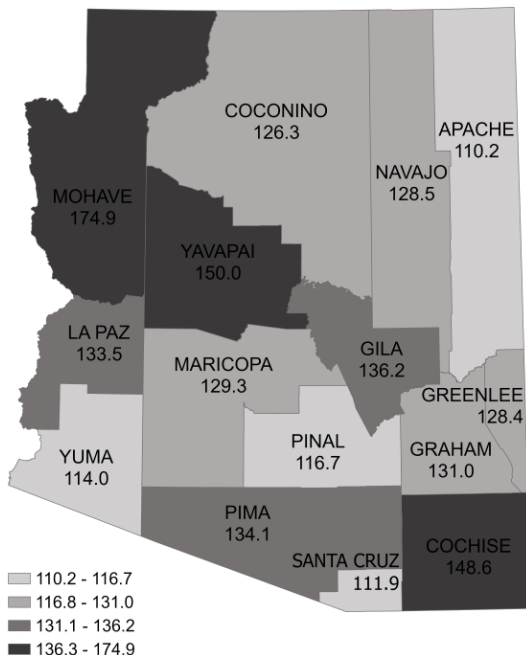 COCONINO
126.3
APACHE
110.2
NAVAJO
128.5
MOHAVE
174.9
YAVAPAI
150.0
LA PAZ
133.5
MARICOPA
129.3
GILA
136.2
GREENLEE
128.4
YUMA
114.0
PINAL
116.7
GRAHAM
131.0
PIMA
134.1
SANTA CRUZ
111.9
COCHISE
148.6
110.2 - 116.7
116.8 - 131.0
131.1 - 136.2
136.3 - 174.9